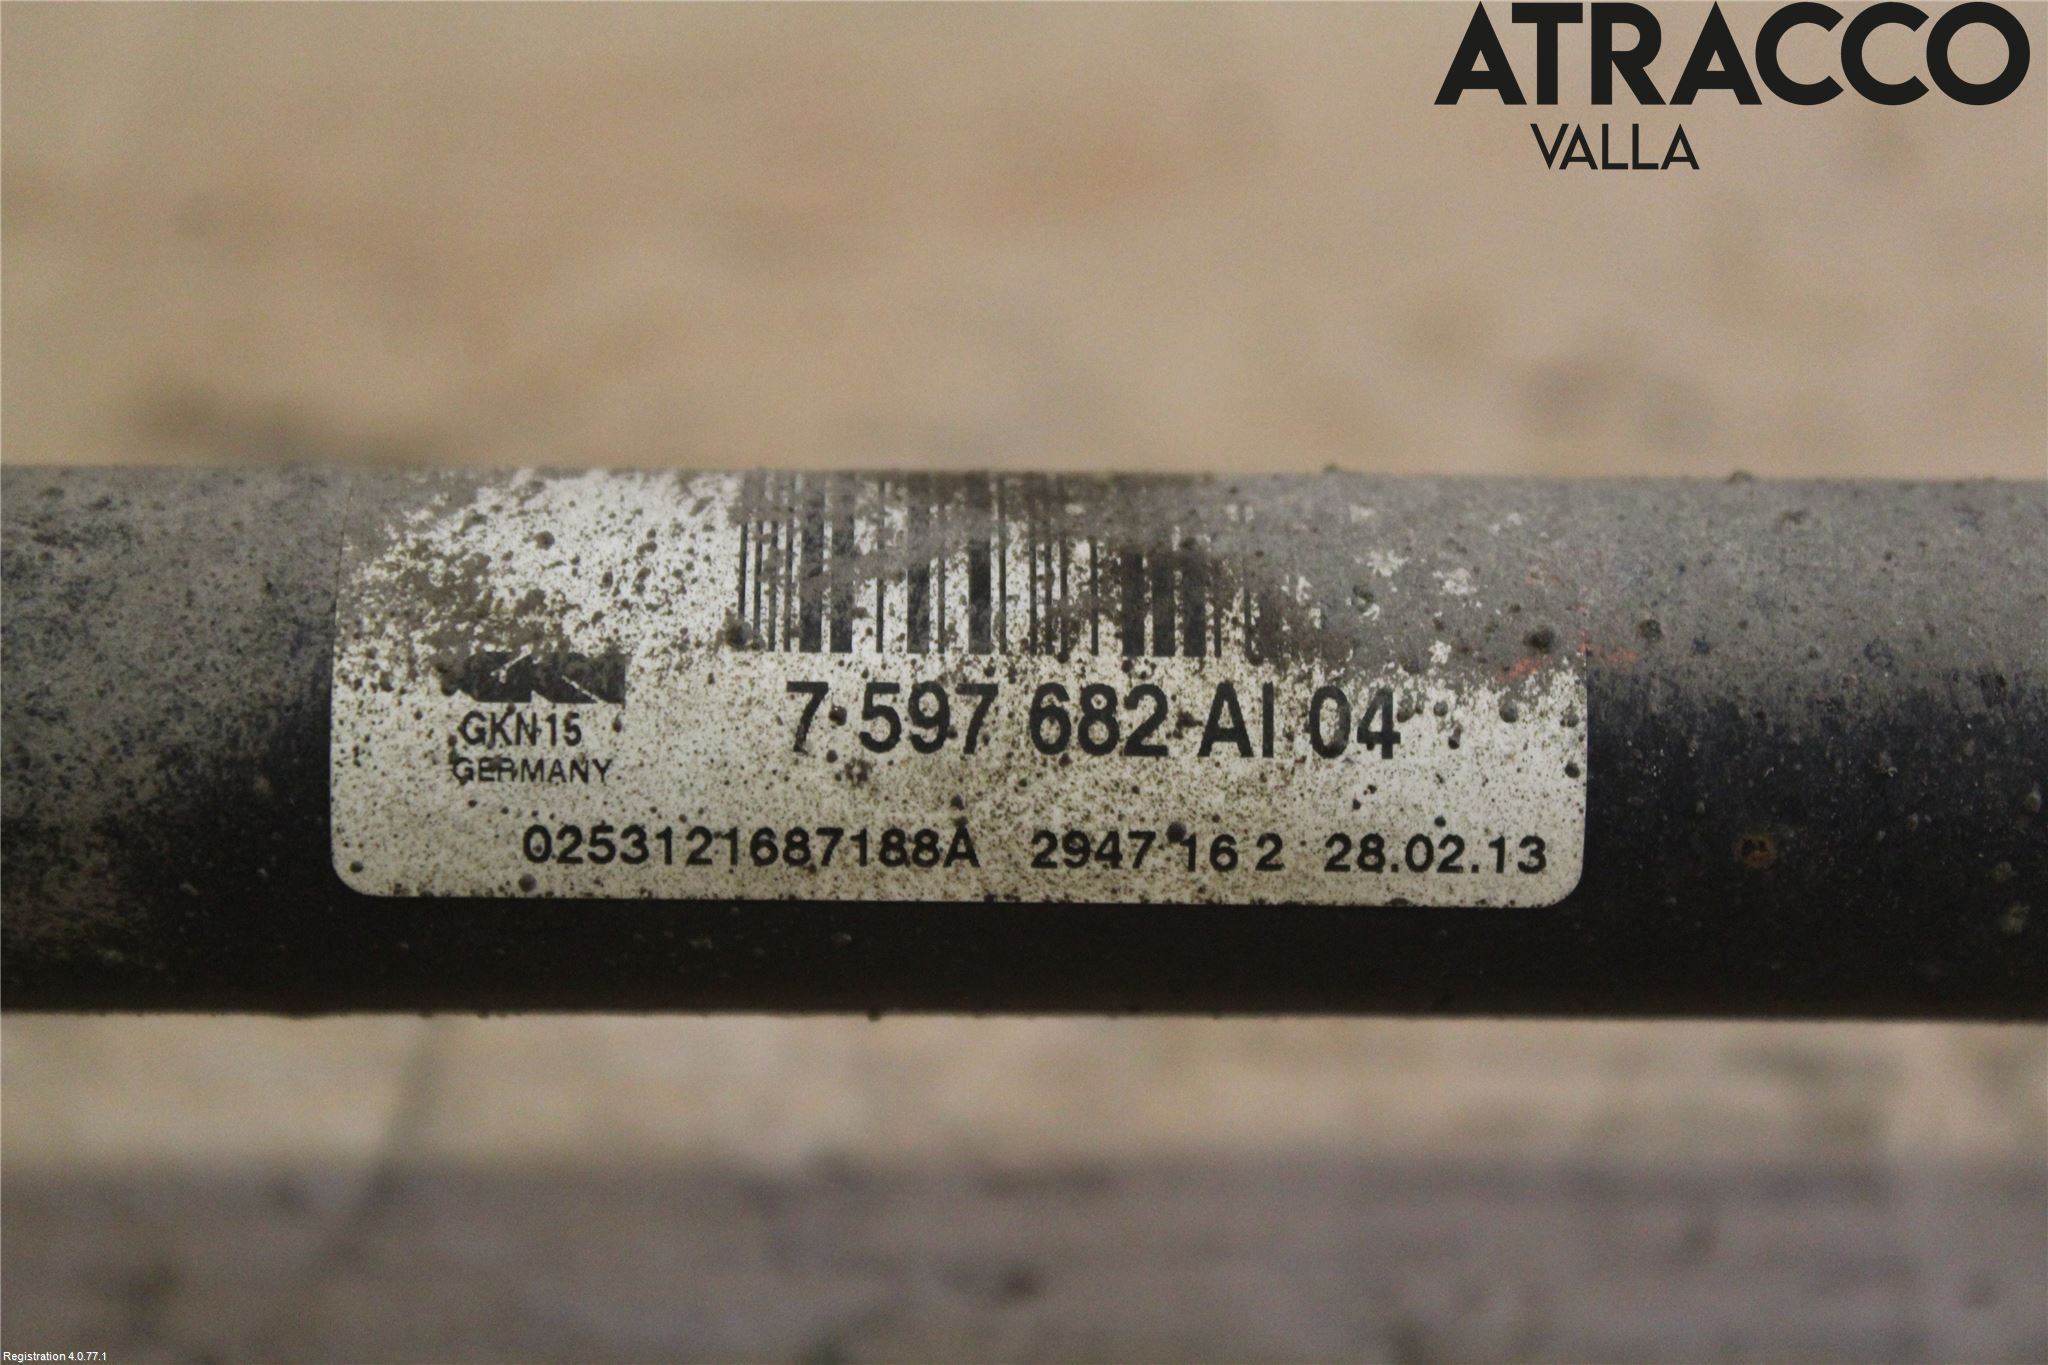 ATRACCO
VALLA
GKN
GKN15
GERMANY
7 597 682 AI 04
0253121687188A 2947 16 2 28.02.13
Registration 4.0.77.1